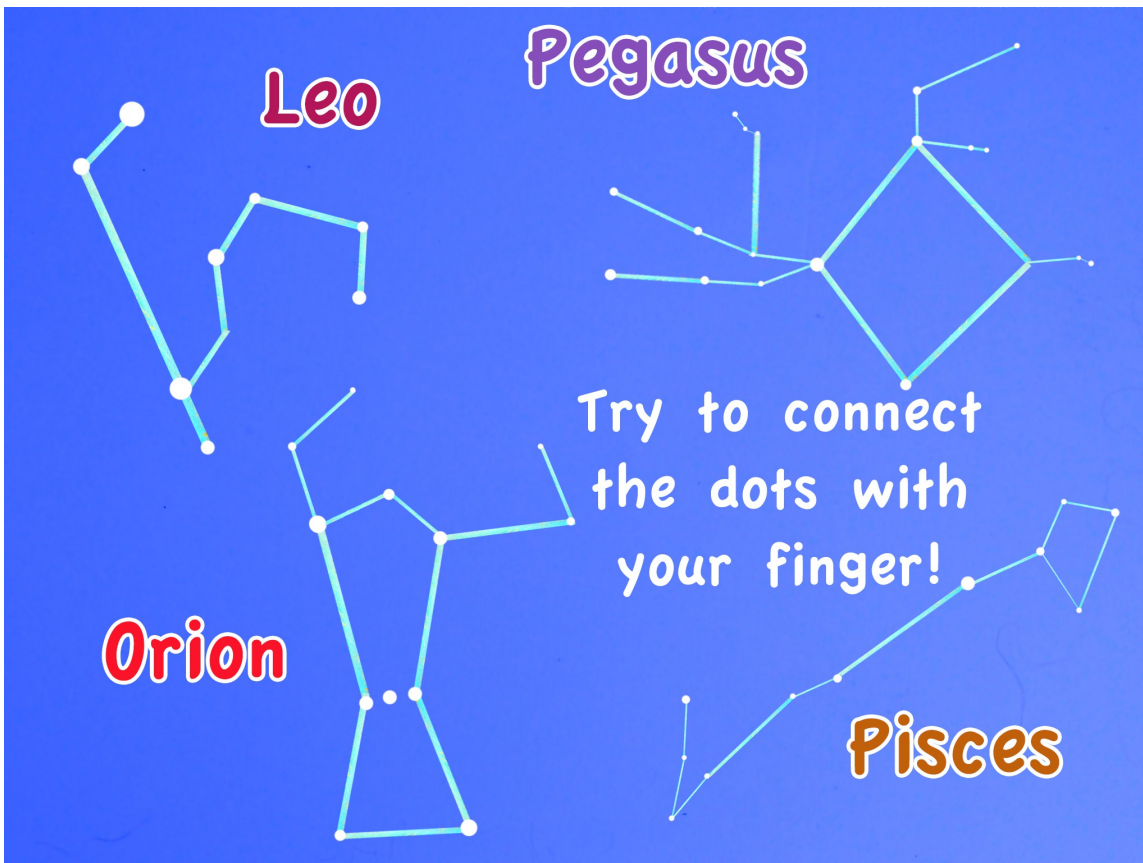 Pegasus
Leo
Try to connect
the dots with
your finger!
Orion
Pisces